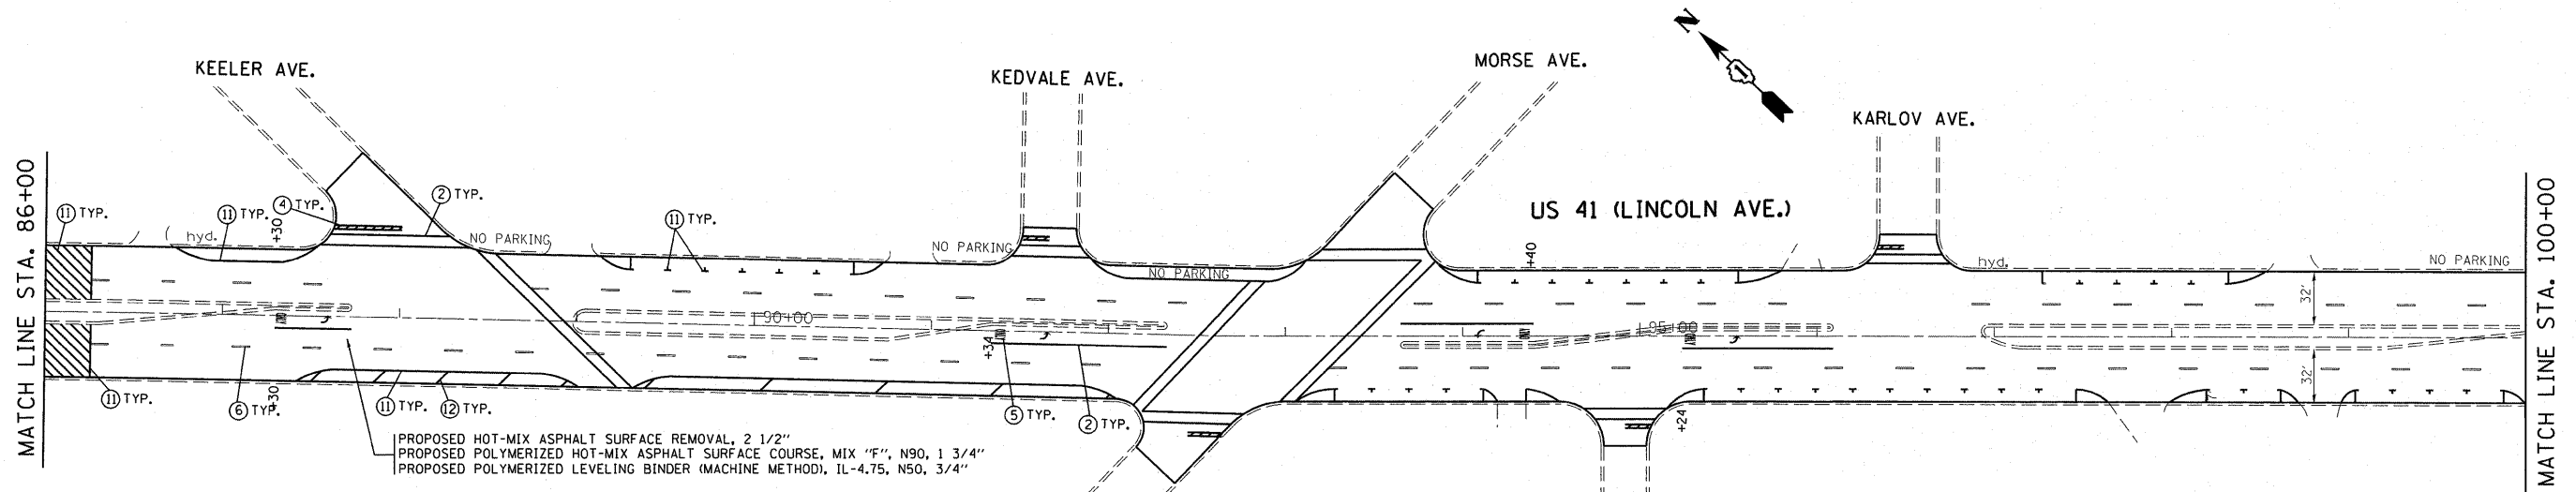 N
KEELER AVE.
KEDVALE AVE.
MORSE AVE.
KARLOV AVE.
MATCH LINE STA. 86+00
MATCH LINE STA. 100+00
US 41 (LINCOLN AVE.)
11 TYP.
hyd.
11 TYP.
+30
4 TYP.
2 TYP.
NO PARKING
11 TYP.
NO PARKING
NO PARKING
+40
hyd.
NO PARKING
32'
90+00
95+00
+34
32'
11 TYP.
6 TYP.
+30
11 TYP.
12 TYP.
5 TYP.
2 TYP.
+24
PROPOSED HOT-MIX ASPHALT SURFACE REMOVAL, 2 1/2"
PROPOSED POLYMERIZED HOT-MIX ASPHALT SURFACE COURSE, MIX "F", N90, 1 3/4"
PROPOSED POLYMERIZED LEVELING BINDER (MACHINE METHOD), IL-4.75, N50, 3/4"